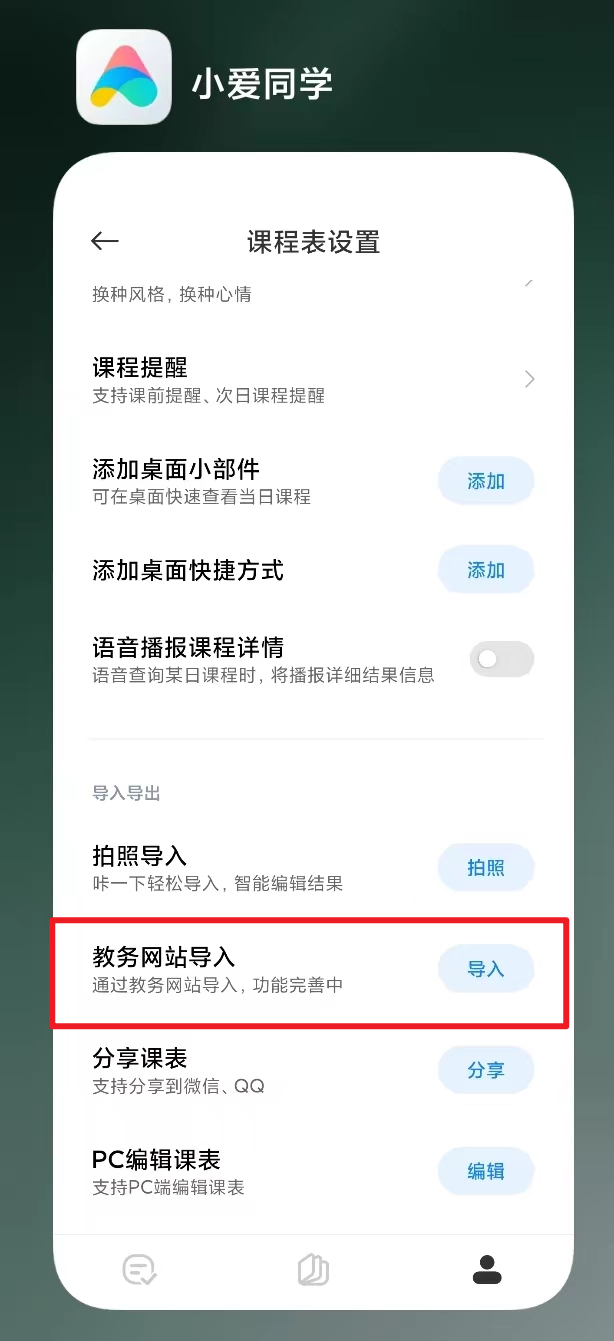 小爱同学
课程表设置
换种风格，换种心情
课程提醒
支持课前提醒、次日课程提醒
添加桌面小部件
可在桌面快速查看当日课程
添加
添加桌面快捷方式
添加
语音播报课程详情
语音查询某日课程时，将播报详细结果信息
导入导出
拍照导入
咔一下轻松导入，智能编辑结果
拍照
教务网站导入
通过教务网站导入，功能完善中
导入
分享课表
支持分享到微信、QQ
分享
PC编辑课表
支持PC端编辑课表
编辑